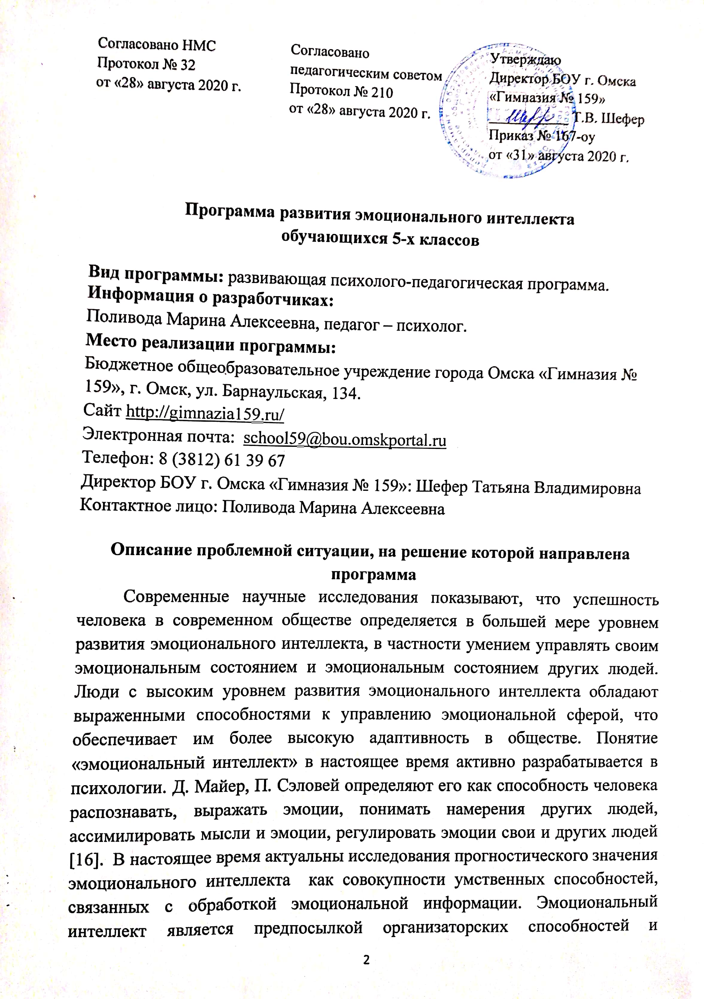 Согласовано НМС
Протокол № 32
от «28» августа 2020 г.
Согласовано
педагогическим советом
Протокол № 210
от «28» августа 2020 г.
Утверждаю
Директор БОУ г. Омска
«Гимназия № 159»
Т.В. Шефер
Приказ № 167-оу
от «31» августа 2020 г.
Программа развития эмоционального интеллекта
обучающихся 5-х классов
Вид программы: развивающая психолого-педагогическая программа.
Информация о разработчиках:
Поливода Марина Алексеевна, педагог – психолог.
Место реализации программы:
Бюджетное общеобразовательное учреждение города Омска «Гимназия №
159», г. Омск, ул. Барнаульская, 134.
Сайт http://gimnazia159.ru/
Электронная почта: school59@bou.omskportal.ru
Телефон: 8 (3812) 61 39 67
Директор БОУ г. Омска «Гимназия № 159»: Шефер Татьяна Владимировна
Контактное лицо: Поливода Марина Алексеевна
Описание проблемной ситуации, на решение которой направлена
программа
Современные научные исследования показывают, что успешность
человека в современном обществе определяется в большей мере уровнем
развития эмоционального интеллекта, в частности умением управлять своим
эмоциональным состоянием и эмоциональным состоянием других людей.
Люди с высоким уровнем развития эмоционального интеллекта обладают
выраженными способностями к управлению эмоциональной сферой, что
обеспечивает им более высокую адаптивность в обществе. Понятие
«эмоциональный интеллект» в настоящее время активно разрабатывается в
психологии. Д. Майер, П. Сэловей определяют его как способность человека
распознавать, выражать эмоции, понимать намерения других людей,
ассимилировать мысли и эмоции, регулировать эмоции свои и других людей
[16]. В настоящее время актуальны исследования прогностического значения
эмоционального интеллекта как совокупности умственных способностей,
связанных с обработкой эмоциональной информации. Эмоциональный
интеллект является предпосылкой организаторских способностей и
2